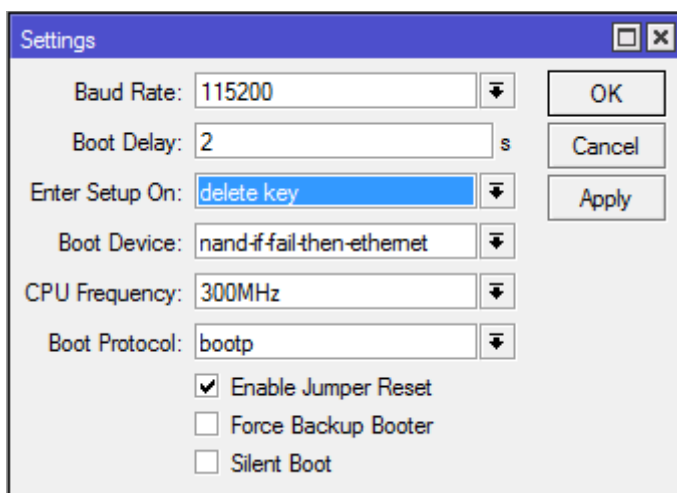 Settings
Baud Rate: 115200
OK
Boot Delay: 2 s
Cancel
Enter Setup On: delete key
Apply
Boot Device: nand-if-fail-then-ethernet
CPU Frequency: 300MHz
Boot Protocol: bootp
Enable Jumper Reset
Force Backup Booter
Silent Boot